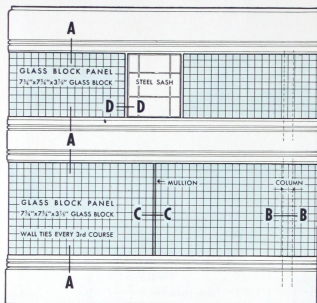 A
GLASS BLOCK PANEL
7¾"x7¾"x3⅞" GLASS BLOCK
STEEL SASH
D D
A
MULLION
COLUMN
GLASS BLOCK PANEL
7¾"x7¾"x3⅞" GLASS BLOCK
C C
B B
WALL TIES EVERY 3rd COURSE
A